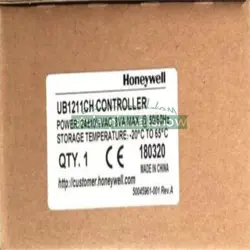 Honeywell
UB1211CH CONTROLLER
POWER: 24±10%VAC, 3VA MAX @ 50/60Hz
STORAGE TEMPERATURE: -20°C TO 65°C
QTY. 1 CE 180320
MADE IN CHINA
http://customer.honeywell.com
50045961-001 Rev.A